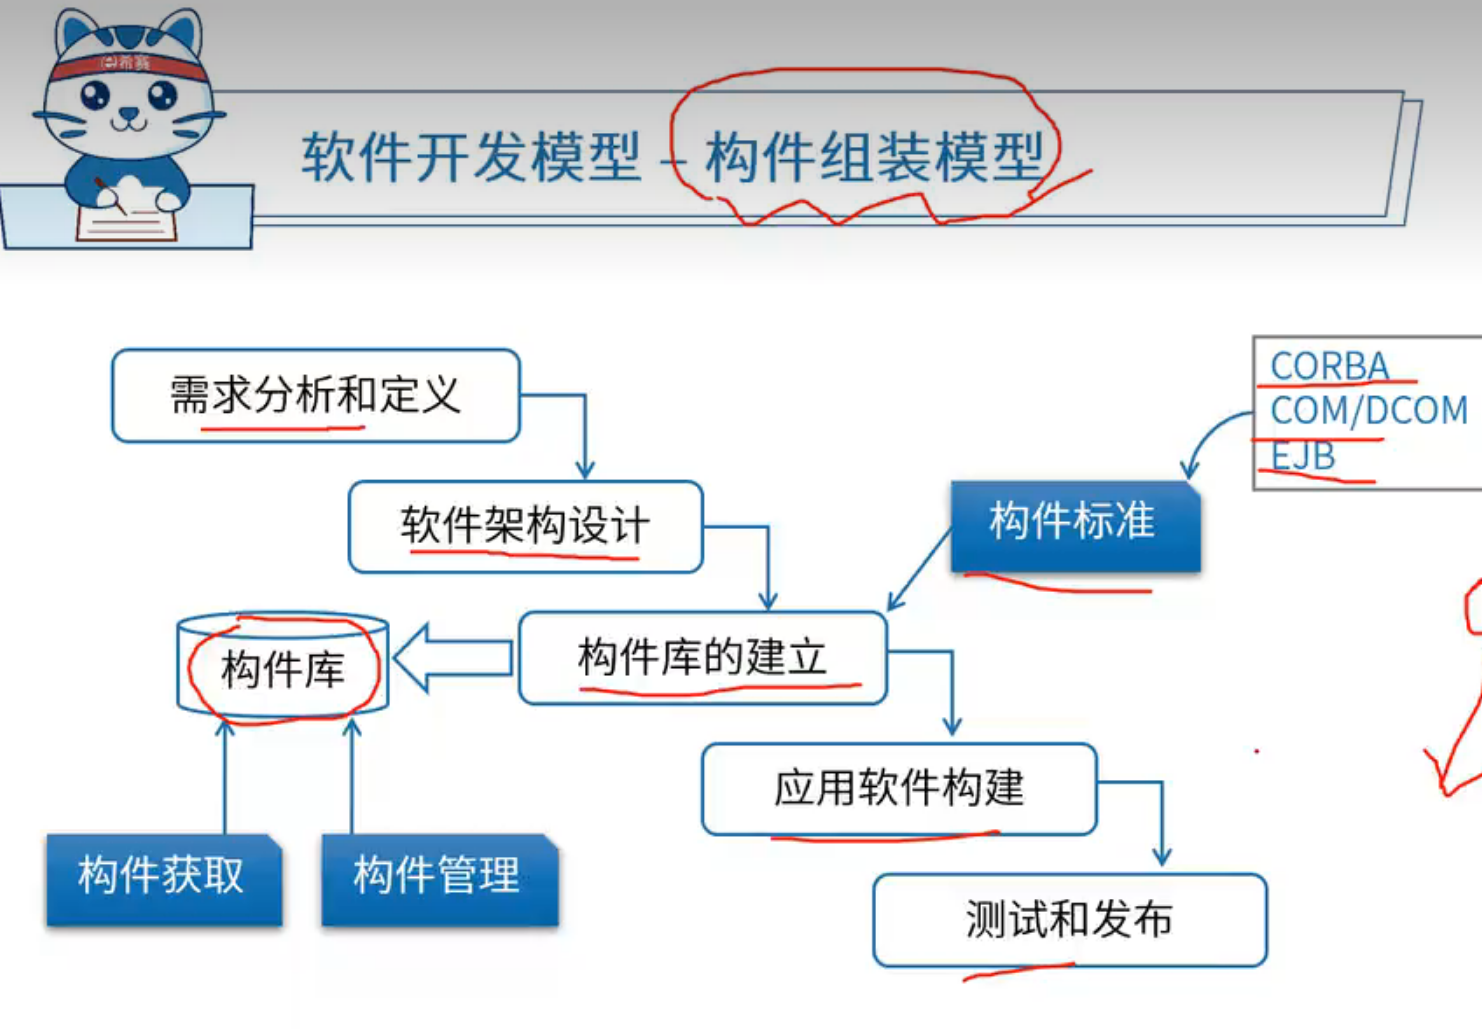 希赛
软件开发模型 – 构件组装模型
需求分析和定义
CORBA
COM/DCOM
EJB
软件架构设计
构件标准
构件库
构件库的建立
应用软件构建
构件获取
构件管理
测试和发布